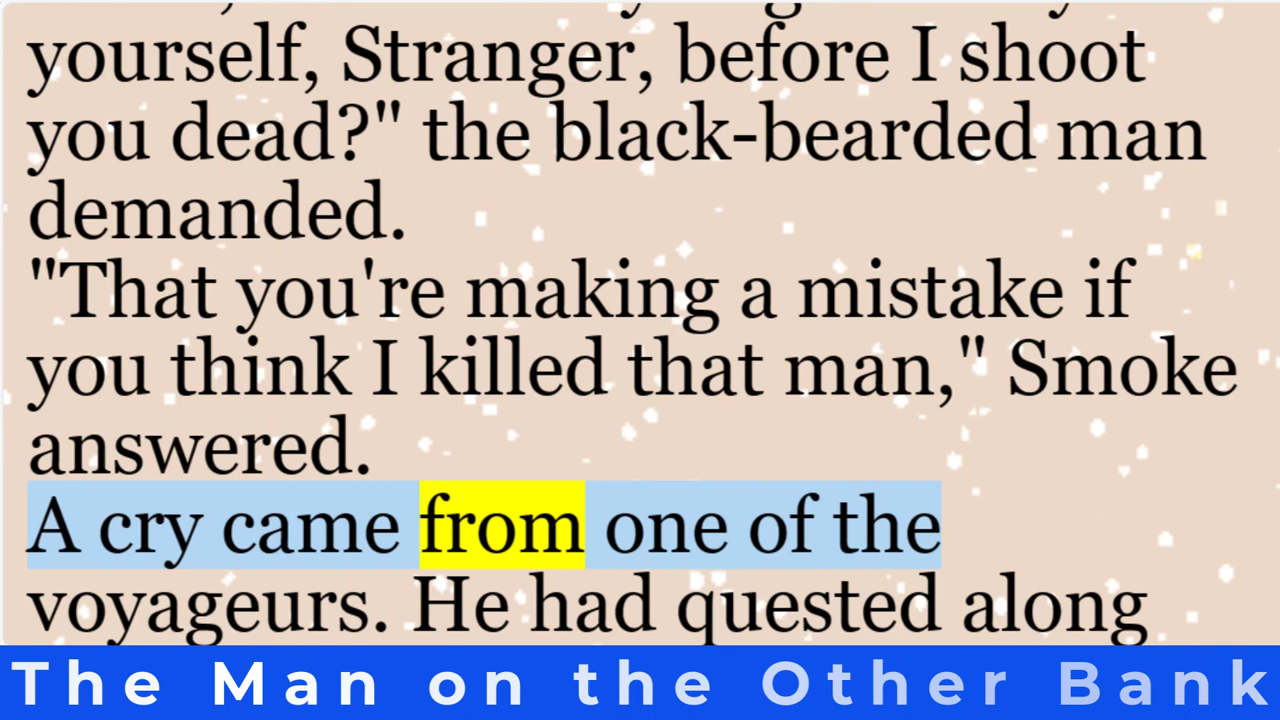 yourself, Stranger, before I shoot
you dead?" the black-bearded man
demanded.
"That you're making a mistake if
you think I killed that man," Smoke
answered.
A cry came from one of the
voyageurs. He had quested along
The Man on the Other Bank